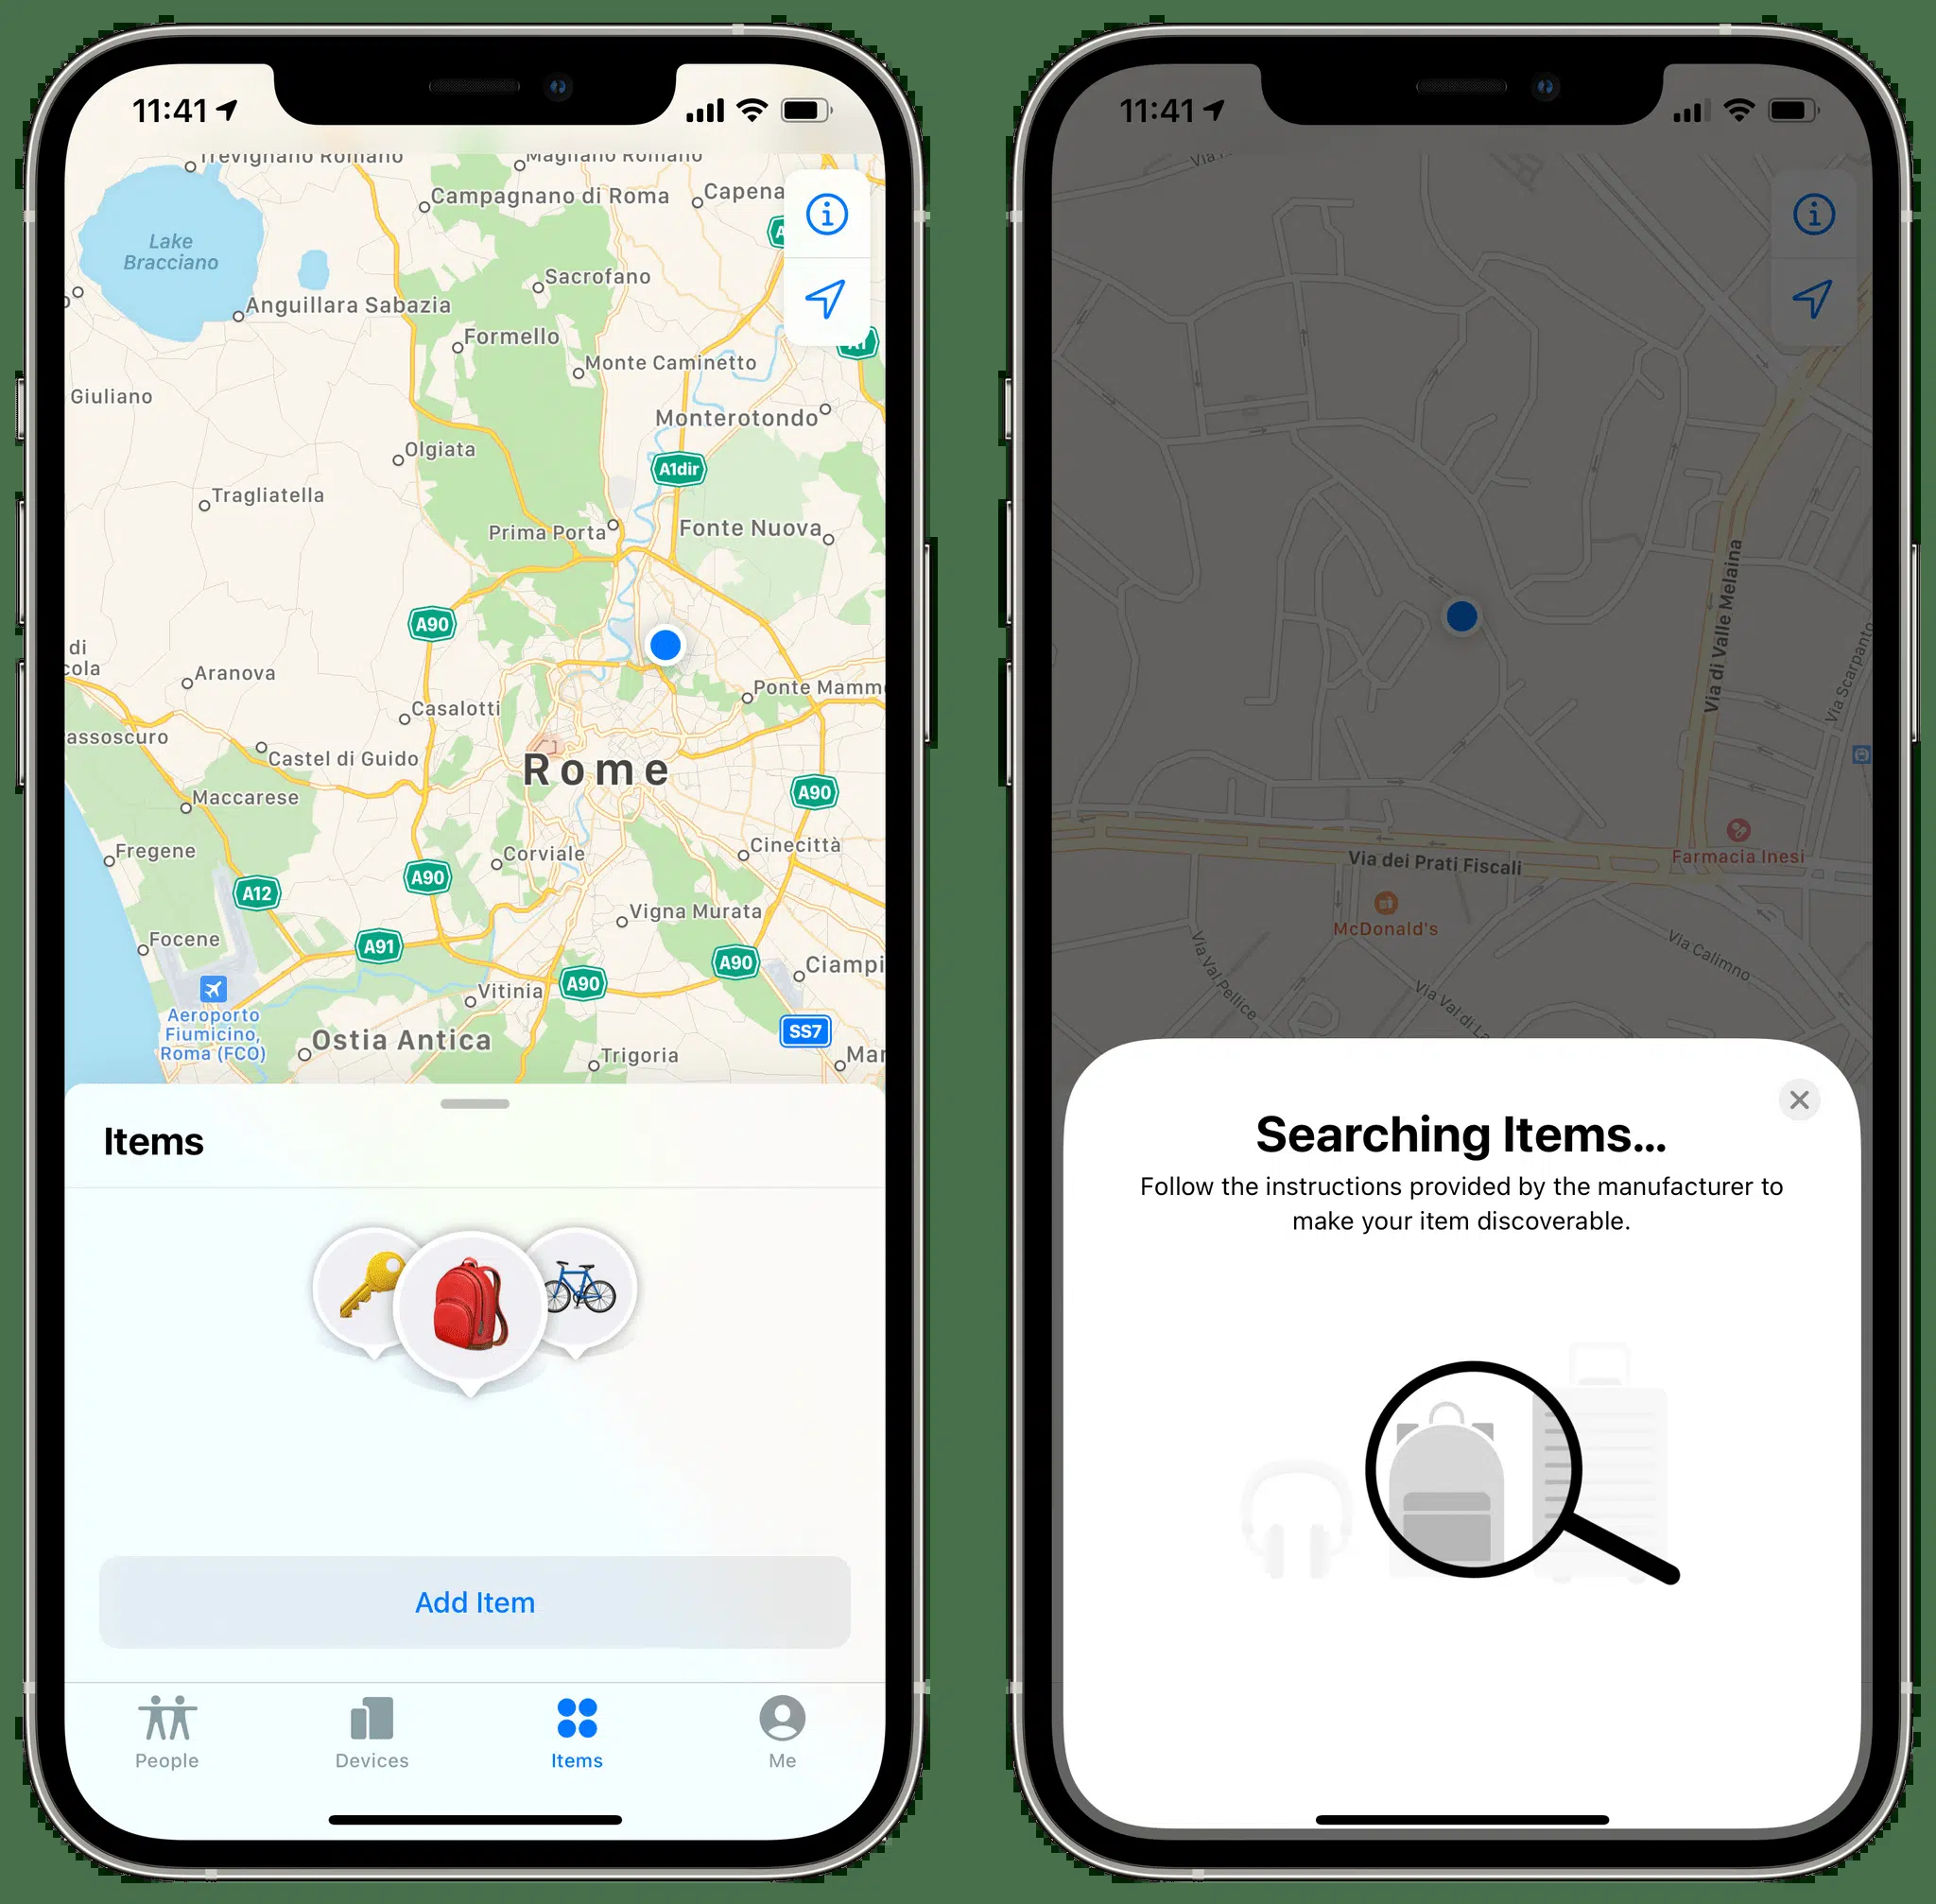 11:41
Trevignano Romano
Magliano Romano
Campagnano di Roma
Capena
Lake
Bracciano
Sacrofano
Anguillara Sabazia
Formello
Monte Caminetto
A1
Giuliano
Monterotondo
Olgiata
A1dir
Tragliatella
Prima Porta
Fonte Nuova
A90
di
cola
Aranova
Ponte Mamm
Casalotti
assoscuro
Castel di Guido
Rome
A90
Maccarese
Fregene
Corviale
Cinecittà
A12
A90
Vigna Murata
Focene
A91
A90
Ciampi
A90
Vitinia
Aeroporto
Fiumicino,
Roma (FCO)
SS7
Ostia Antica
Trigoria
Mar
Items
Add Item
People
Devices
Items
Me
11:41
Via
Via di Valle Melaina
Via Scarpanto
Farmacia Inesi
Via dei Prati Fiscali
McDonald's
Via Val Pellice
Via Calimno
Via Val di La
Searching Items...
Follow the instructions provided by the manufacturer to
make your item discoverable.